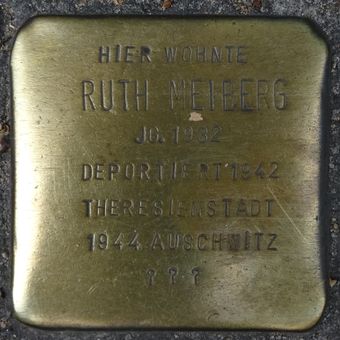 HIER WOHNTE
RUTH MEIBERG
JG. 1932
DEPORTIERT 1942
THERESIENSTADT
1944 AUSCHWITZ
? ? ?